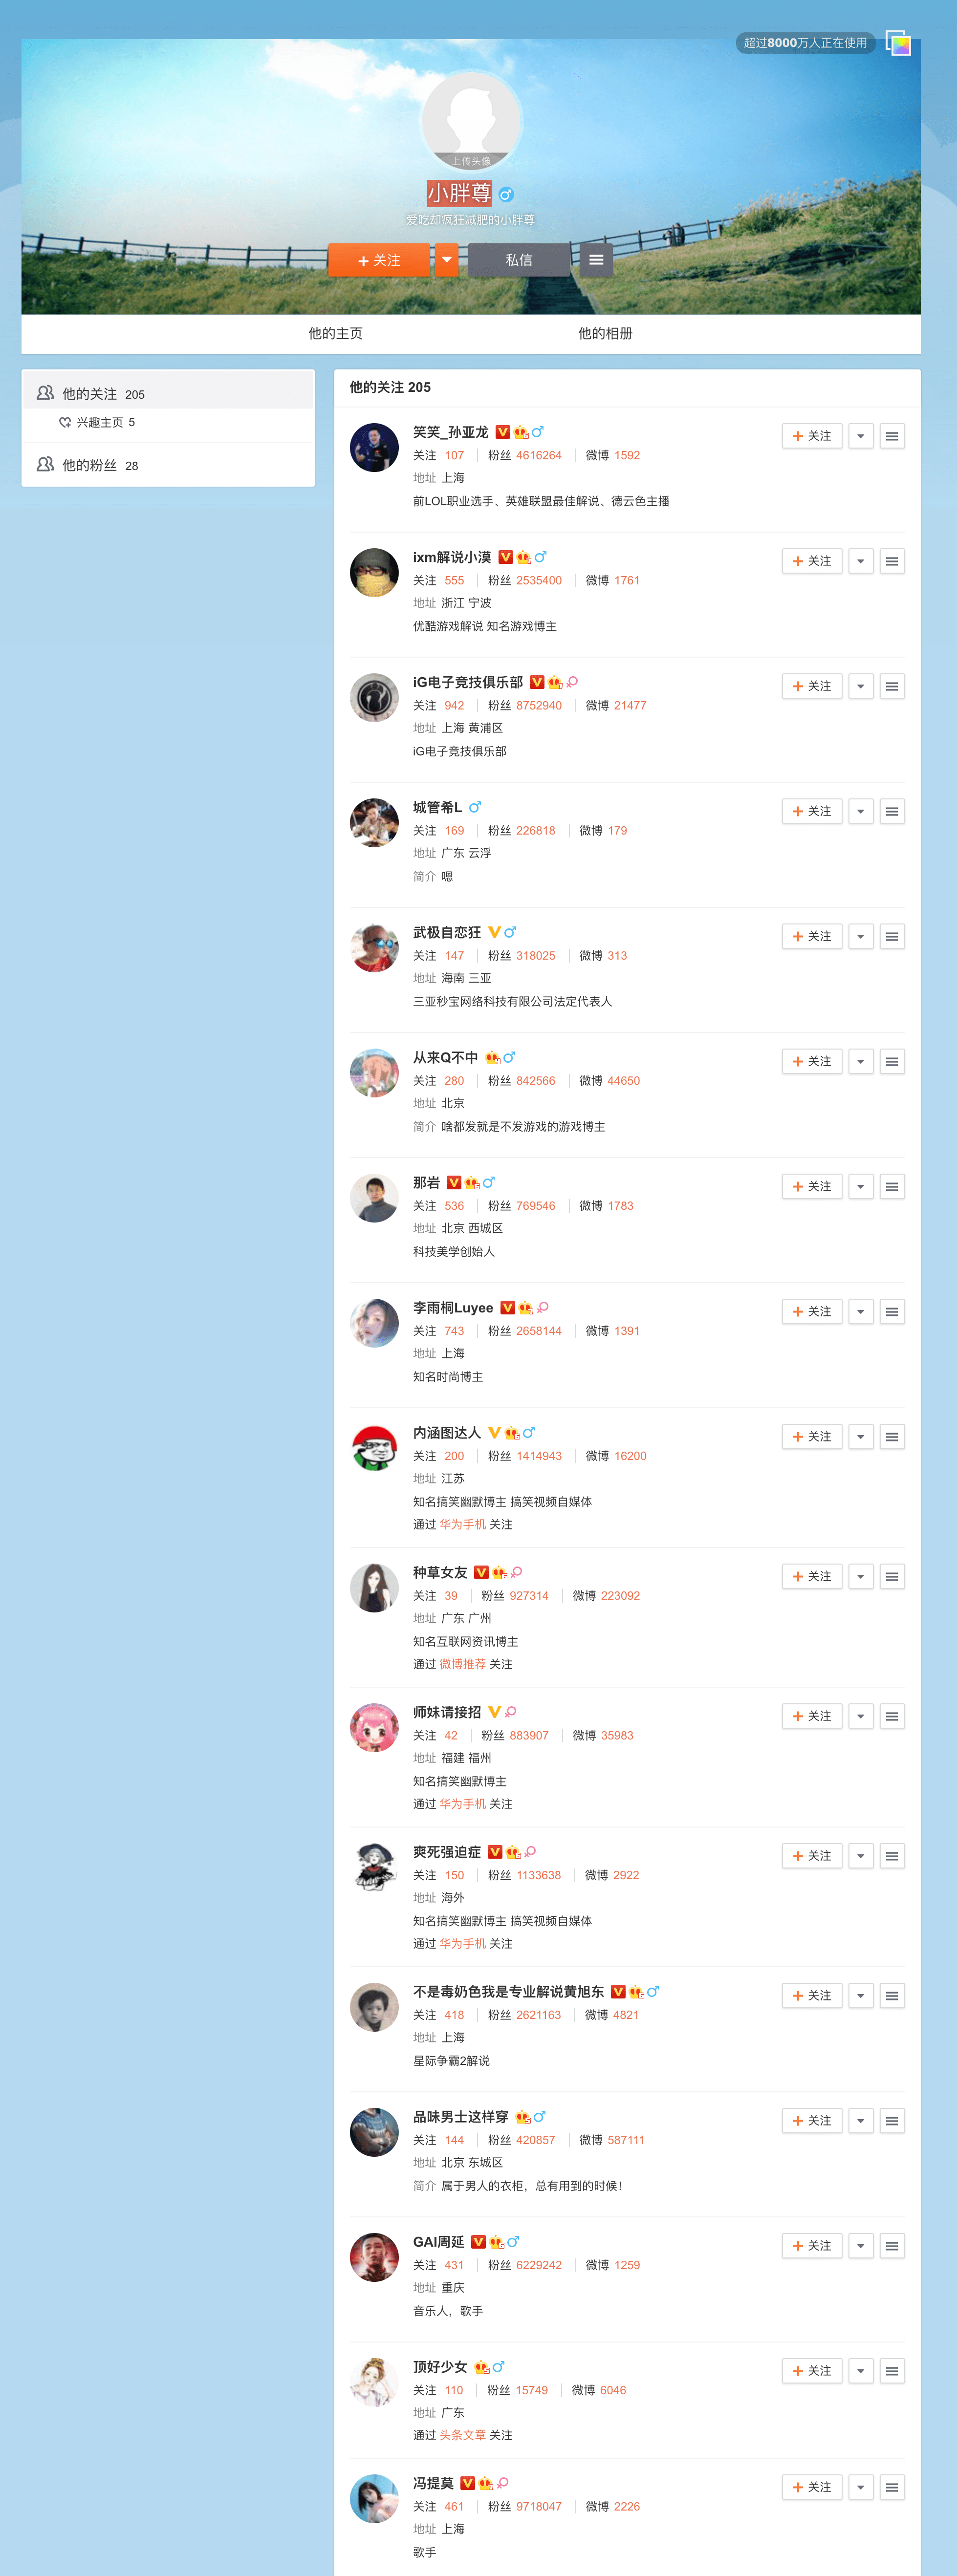 超过8000万人正在使用
上传头像
小胖尊
爱吃却疯狂减肥的小胖尊
+ 关注
私信
他的主页 他的相册
他的关注 205
兴趣主页 5
他的粉丝 28
他的关注 205
笑笑_孙亚龙
+ 关注
关注 107 粉丝 4616264 微博 1592
地址 上海
前LOL职业选手、英雄联盟最佳解说、德云色主播
ixm解说小漠
+ 关注
关注 555 粉丝 2535400 微博 1761
地址 浙江 宁波
优酷游戏解说 知名游戏博主
iG电子竞技俱乐部
+ 关注
关注 942 粉丝 8752940 微博 21477
地址 上海 黄浦区
iG电子竞技俱乐部
城管希L
+ 关注
关注 169 粉丝 226818 微博 179
地址 广东 云浮
简介 嗯
武极自恋狂
+ 关注
关注 147 粉丝 318025 微博 313
地址 海南 三亚
三亚秒宝网络科技有限公司法定代表人
从来Q不中
+ 关注
关注 280 粉丝 842566 微博 44650
地址 北京
简介 啥都发就是不发游戏的游戏博主
那岩
+ 关注
关注 536 粉丝 769546 微博 1783
地址 北京 西城区
科技美学创始人
李雨桐Luyee
+ 关注
关注 743 粉丝 2658144 微博 1391
地址 上海
知名时尚博主
内涵图达人
+ 关注
关注 200 粉丝 1414943 微博 16200
地址 江苏
知名搞笑幽默博主 搞笑视频自媒体
通过 华为手机 关注
种草女友
+ 关注
关注 39 粉丝 927314 微博 223092
地址 广东 广州
知名互联网资讯博主
通过 微博推荐 关注
师妹请接招
+ 关注
关注 42 粉丝 883907 微博 35983
地址 福建 福州
知名搞笑幽默博主
通过 华为手机 关注
爽死强迫症
+ 关注
关注 150 粉丝 1133638 微博 2922
地址 海外
知名搞笑幽默博主 搞笑视频自媒体
通过 华为手机 关注
不是毒奶色我是专业解说黄旭东
+ 关注
关注 418 粉丝 2621163 微博 4821
地址 上海
星际争霸2解说
品味男士这样穿
+ 关注
关注 144 粉丝 420857 微博 587111
地址 北京 东城区
简介 属于男人的衣柜，总有用到的时候！
GAI周延
+ 关注
关注 431 粉丝 6229242 微博 1259
地址 重庆
音乐人，歌手
顶好少女
+ 关注
关注 110 粉丝 15749 微博 6046
地址 广东
通过 头条文章 关注
冯提莫
+ 关注
关注 461 粉丝 9718047 微博 2226
地址 上海
歌手